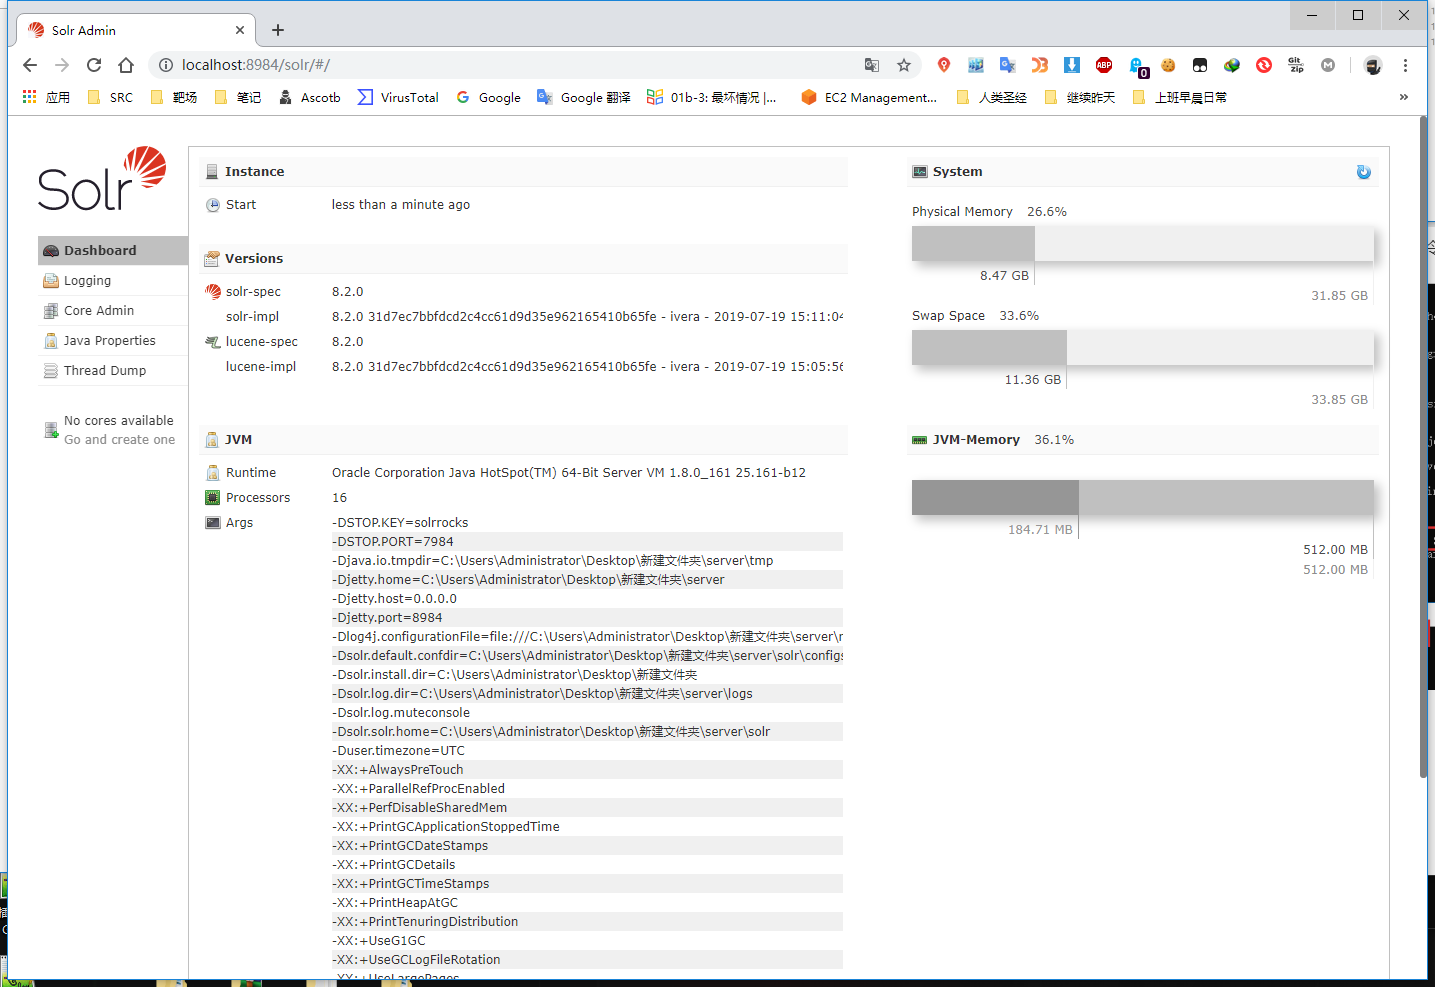 Solr Admin
localhost:8984/solr/#/
ABP
0
Git
Zip
应用
SRC
靶场
笔记
Ascotb
VirusTotal
Google
Google 翻译
01b-3: 最坏情况 |...
EC2 Management...
人类圣经
继续昨天
上班早晨日常
»
Solr
Dashboard
Logging
Core Admin
Java Properties
Thread Dump
No cores available
Go and create one
Instance
Start less than a minute ago
Versions
solr-spec 8.2.0
solr-impl 8.2.0 31d7ec7bbfdcd2c4cc61d9d35e962165410b65fe - ivera - 2019-07-19 15:11:04
lucene-spec 8.2.0
lucene-impl 8.2.0 31d7ec7bbfdcd2c4cc61d9d35e962165410b65fe - ivera - 2019-07-19 15:05:56
JVM
Runtime Oracle Corporation Java HotSpot(TM) 64-Bit Server VM 1.8.0_161 25.161-b12
Processors 16
Args -DSTOP.KEY=solrrocks
-DSTOP.PORT=7984
-Djava.io.tmpdir=C:\Users\Administrator\Desktop\新建文件夹\server\tmp
-Djetty.home=C:\Users\Administrator\Desktop\新建文件夹\server
-Djetty.host=0.0.0.0
-Djetty.port=8984
-Dlog4j.configurationFile=file:///C:\Users\Administrator\Desktop\新建文件夹\server\r
-Dsolr.default.confdir=C:\Users\Administrator\Desktop\新建文件夹\server\solr\configs
-Dsolr.install.dir=C:\Users\Administrator\Desktop\新建文件夹
-Dsolr.log.dir=C:\Users\Administrator\Desktop\新建文件夹\server\logs
-Dsolr.log.muteconsole
-Dsolr.solr.home=C:\Users\Administrator\Desktop\新建文件夹\server\solr
-Duser.timezone=UTC
-XX:+AlwaysPreTouch
-XX:+ParallelRefProcEnabled
-XX:+PerfDisableSharedMem
-XX:+PrintGCApplicationStoppedTime
-XX:+PrintGCDateStamps
-XX:+PrintGCDetails
-XX:+PrintGCTimeStamps
-XX:+PrintHeapAtGC
-XX:+PrintTenuringDistribution
-XX:+UseG1GC
-XX:+UseGCLogFileRotation
-XX:+UseLargePages
System
Physical Memory 26.6%
8.47 GB
31.85 GB
Swap Space 33.6%
11.36 GB
33.85 GB
JVM-Memory 36.1%
184.71 MB
512.00 MB
512.00 MB